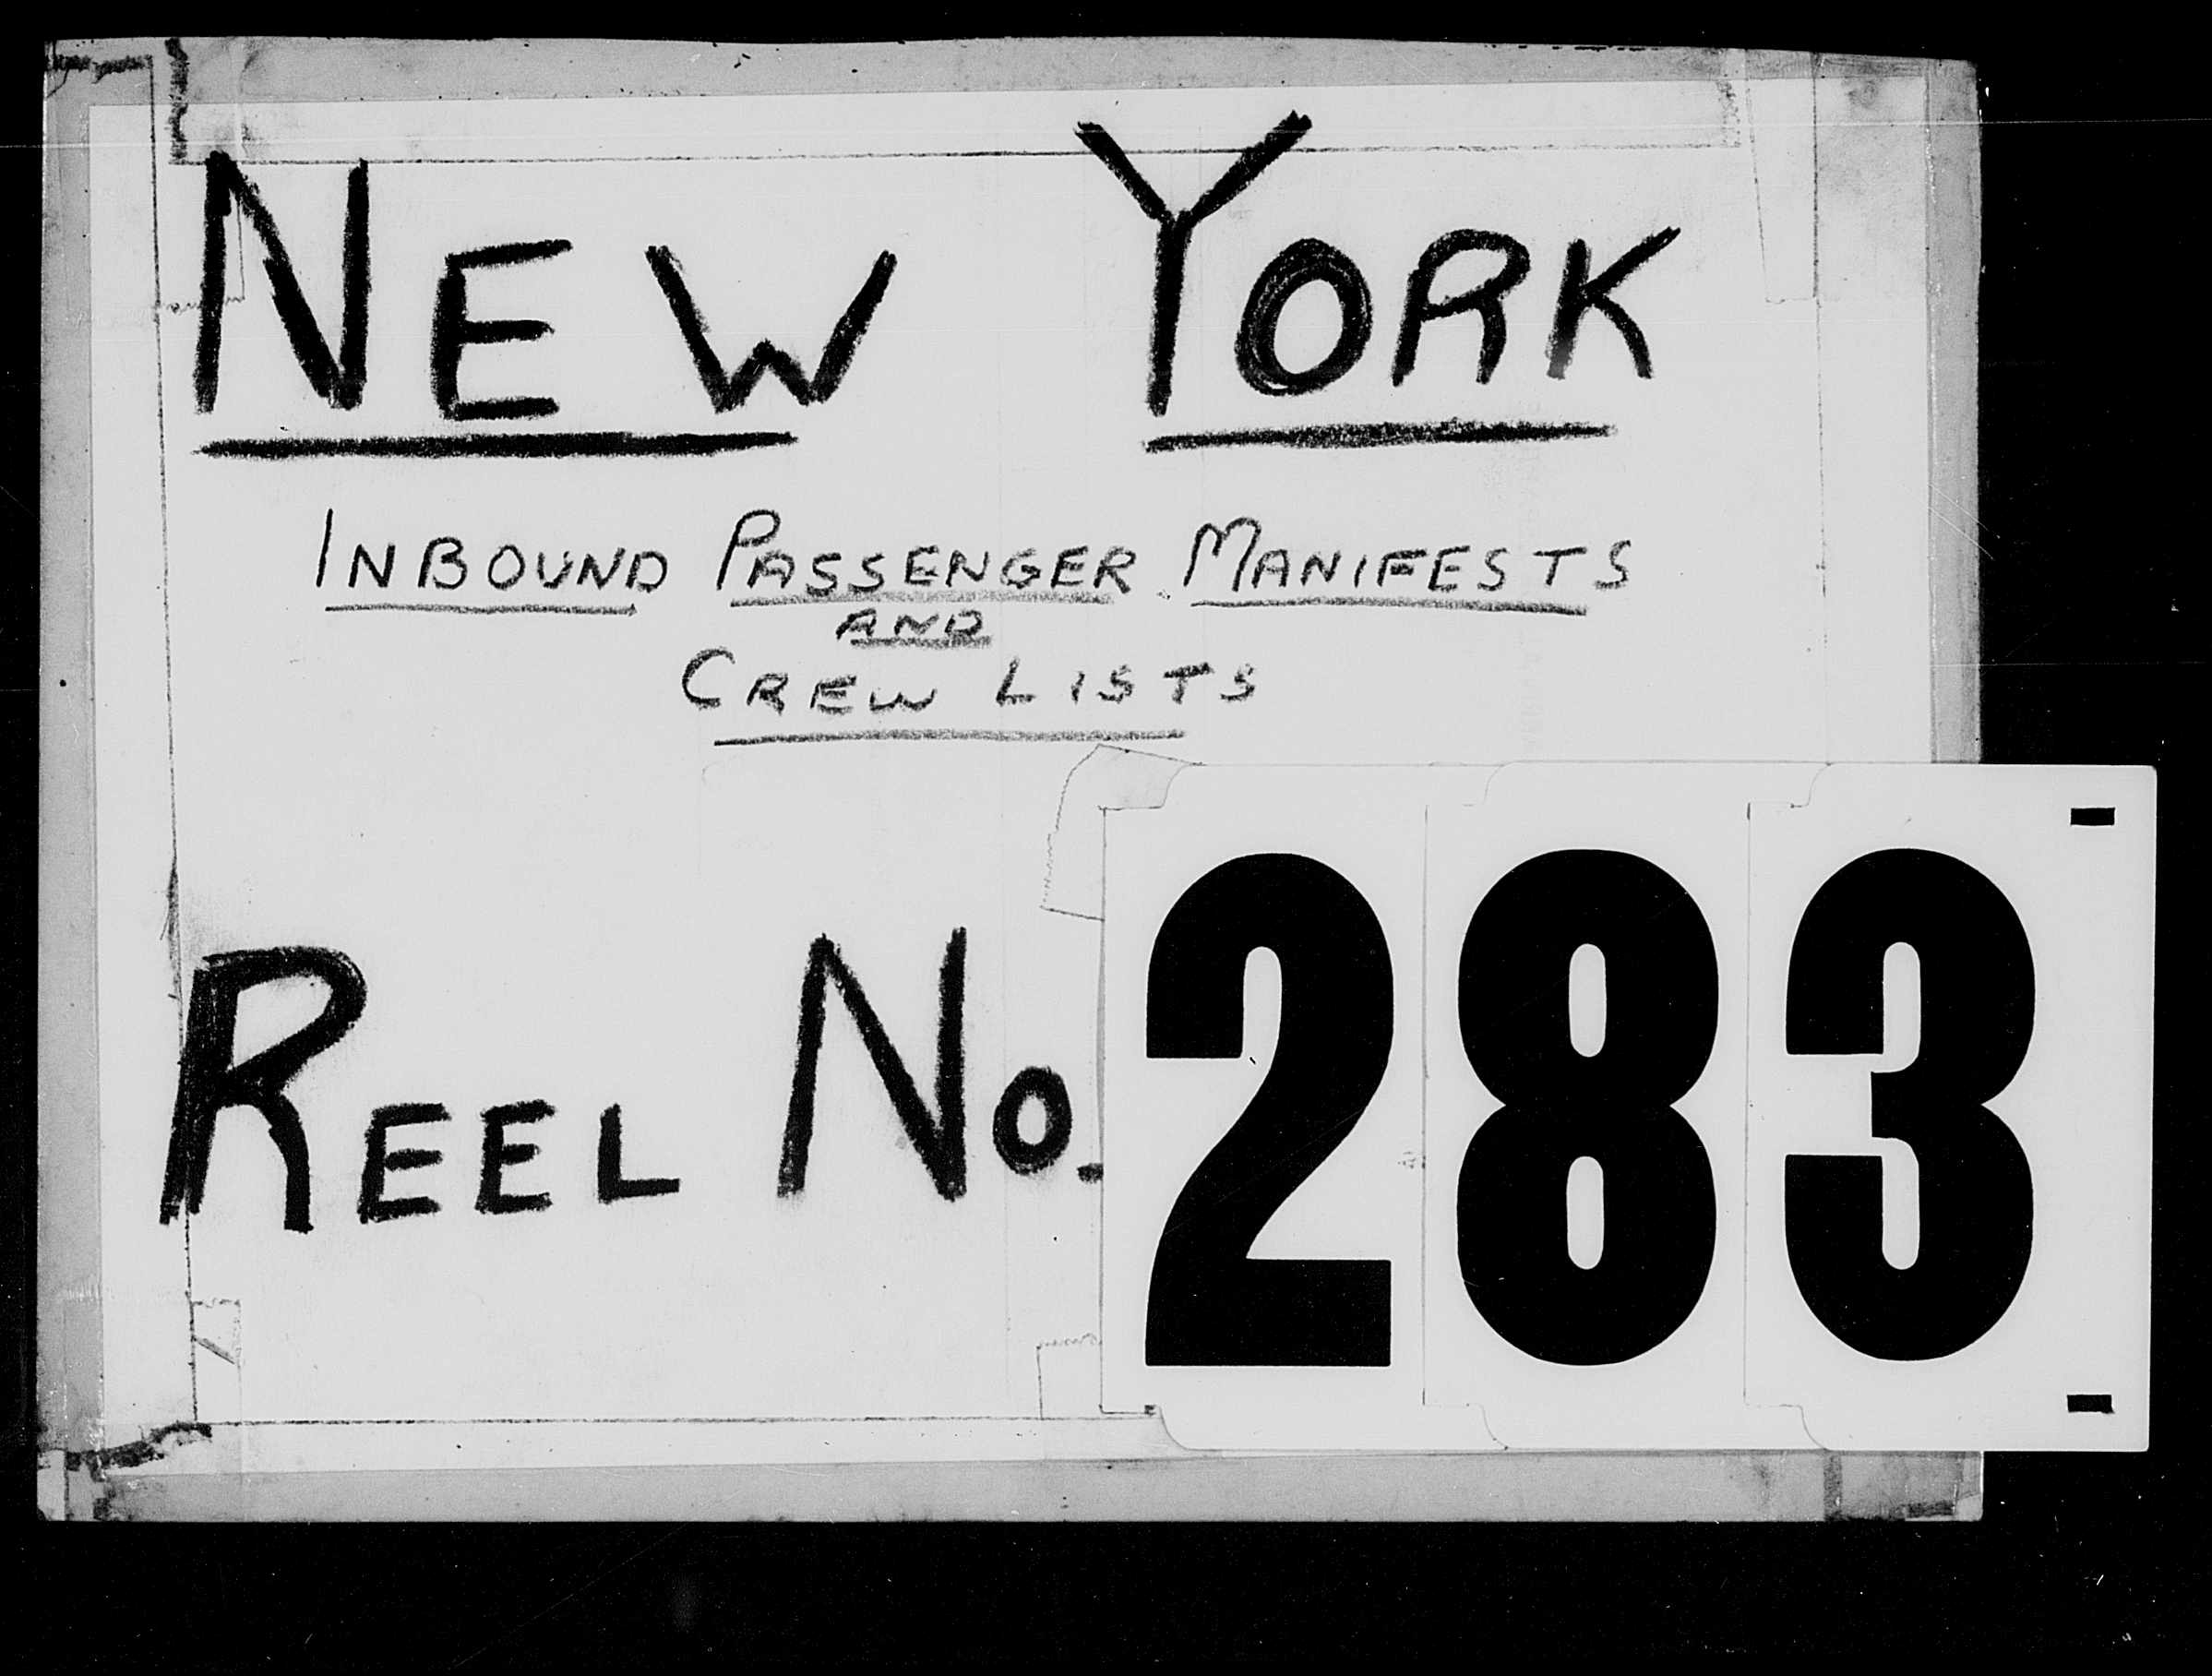 NEW YORK
INBOUND PASSENGER MANIFESTS
AND
CREW LISTS
REEL NO. 283